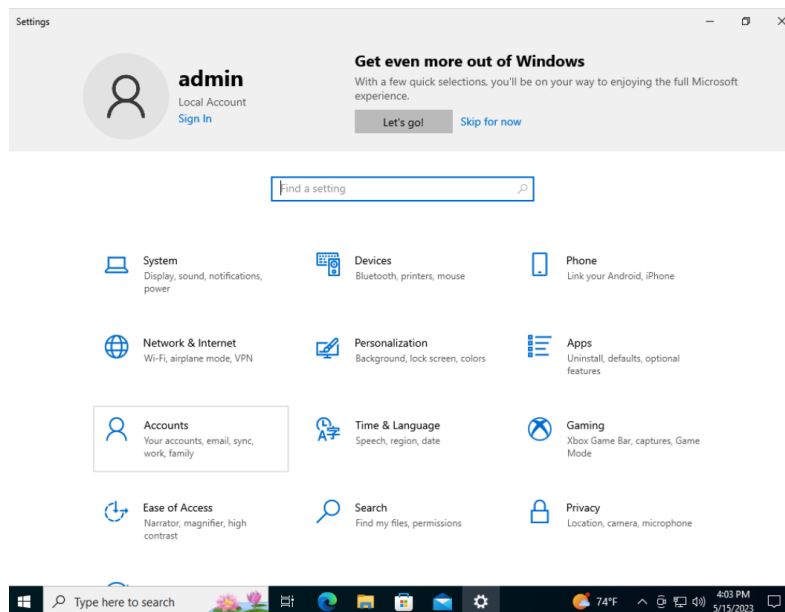 Settings
admin
Local Account
Sign In
Get even more out of Windows
With a few quick selections, you'll be on your way to enjoying the full Microsoft
experience.
Let's go!
Skip for now
Find a setting
System
Display, sound, notifications,
power
Devices
Bluetooth, printers, mouse
Phone
Link your Android, iPhone
Network & Internet
Wi-Fi, airplane mode, VPN
Personalization
Background, lock screen, colors
Apps
Uninstall, defaults, optional
features
Accounts
Your accounts, email, sync,
work, family
Time & Language
Speech, region, date
Gaming
Xbox Game Bar, captures, Game
Mode
Ease of Access
Narrator, magnifier, high
contrast
Search
Find my files, permissions
Privacy
Location, camera, microphone
Type here to search
74°F
4:03 PM
5/15/2023